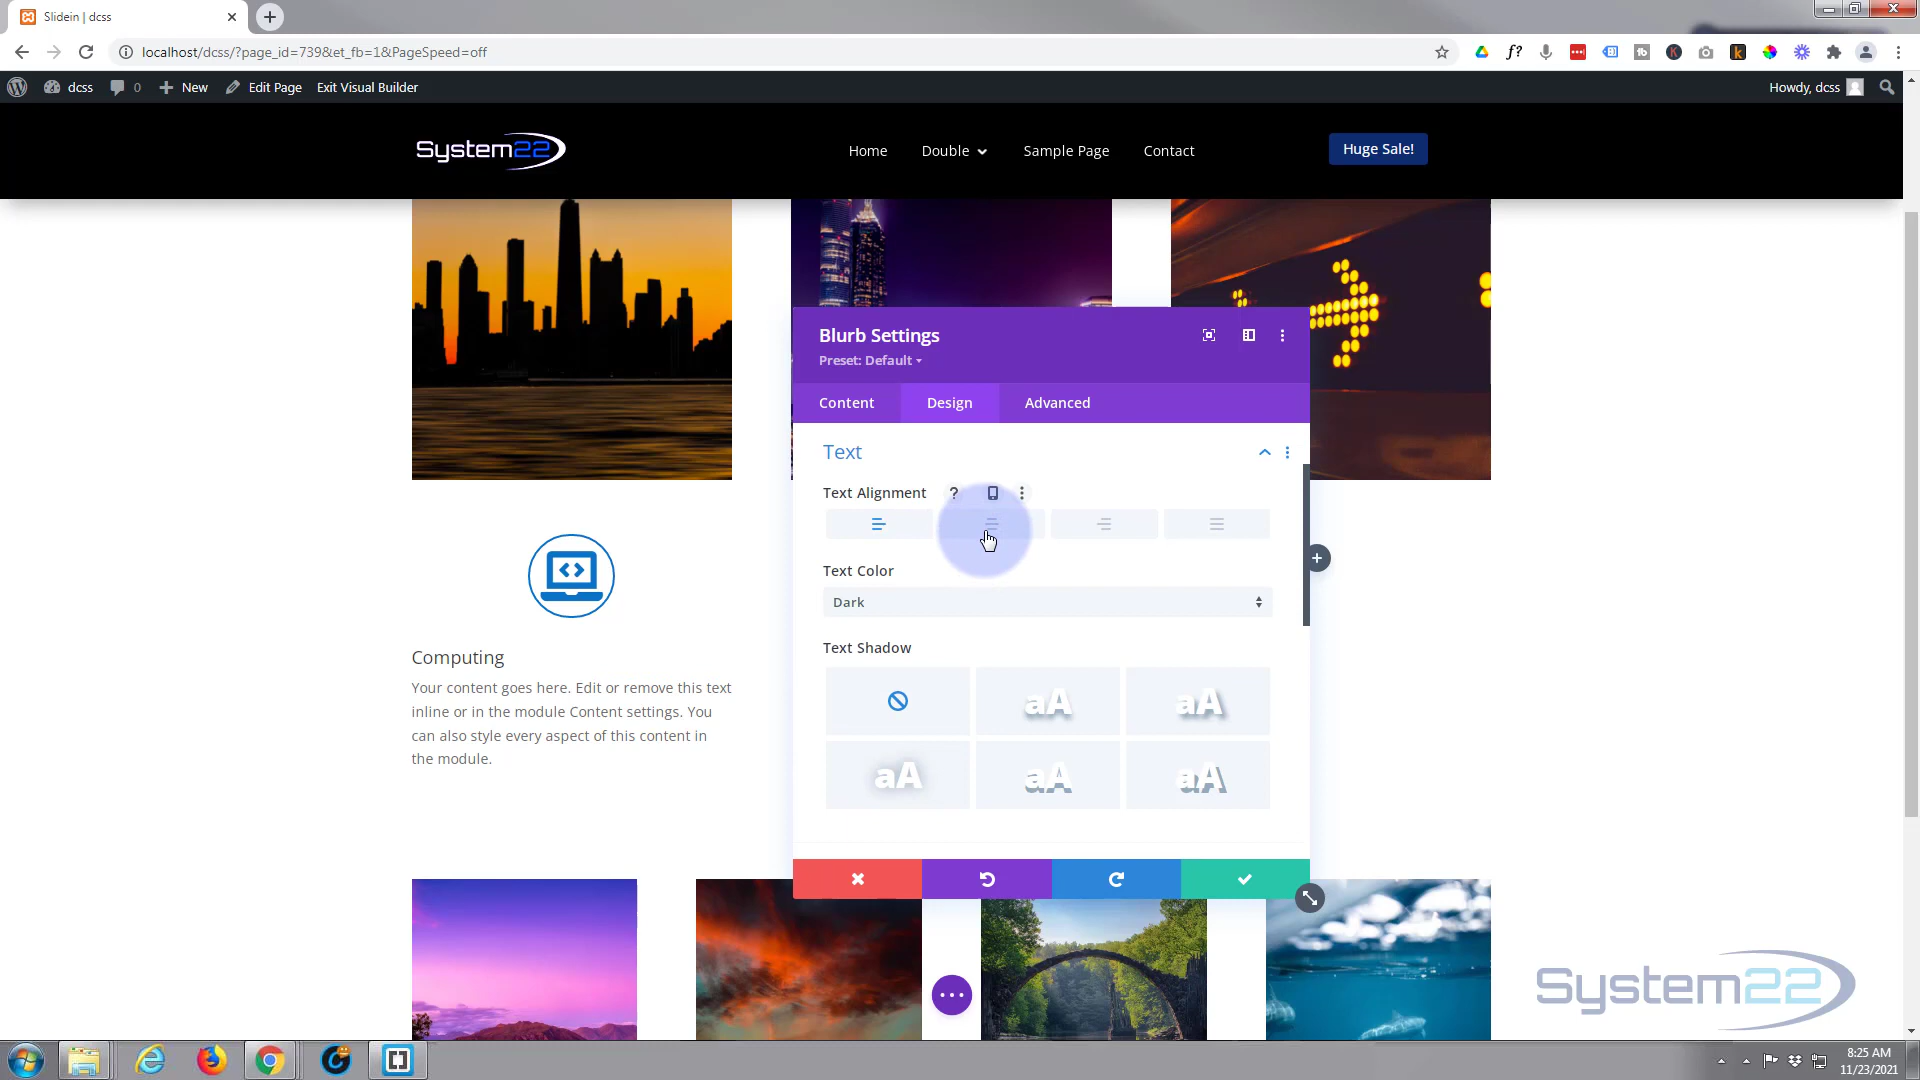 Slidein | dcss
localhost/dcss/?page_id=739&et_fb=1&PageSpeed=off
dcss
0
New
Edit Page
Exit Visual Builder
Howdy, dcss
System22
Home
Double
Sample Page
Contact
Huge Sale!
Blurb Settings
Preset: Default
Content
Design
Advanced
Text
Text Alignment
?
Text Color
Dark
Text Shadow
aA
aA
aA
aA
aA
Computing
Your content goes here. Edit or remove this text
inline or in the module Content settings. You
can also style every aspect of this content in
the module.
System22
8:25 AM
11/23/2021